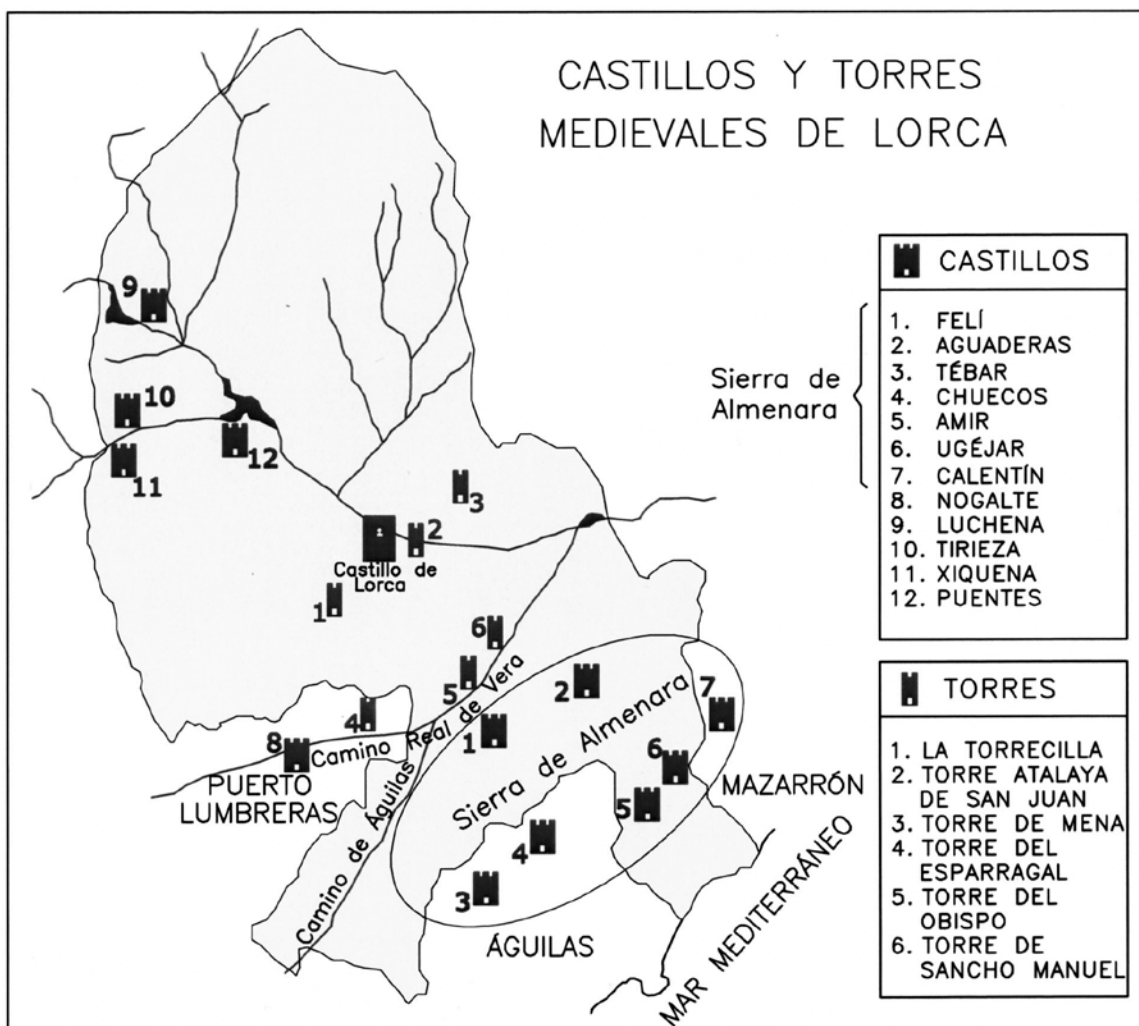 CASTILLOS Y TORRES
MEDIEVALES DE LORCA
CASTILLOS
Sierra de
Almenara
1. FELÍ
2. AGUADERAS
3. TÉBAR
4. CHUECOS
5. AMIR
6. UGÉJAR
7. CALENTÍN
8. NOGALTE
9. LUCHENA
10. TIRIEZA
11. XIQUENA
12. PUENTES
TORRES
1. LA TORRECILLA
2. TORRE ATALAYA
DE SAN JUAN
3. TORRE DE MENA
4. TORRE DEL
ESPARRAGAL
5. TORRE DEL
OBISPO
6. TORRE DE
SANCHO MANUEL
9
10
11
12
3
2
Castillo de
Lorca
1
6
5
4
8
Camino Real de Vera
PUERTO
LUMBRERAS
Camino de Águilas
Sierra de Almenara
1
2
7
6
5
4
3
MAZARRÓN
ÁGUILAS
MAR MEDITERRÁNEO